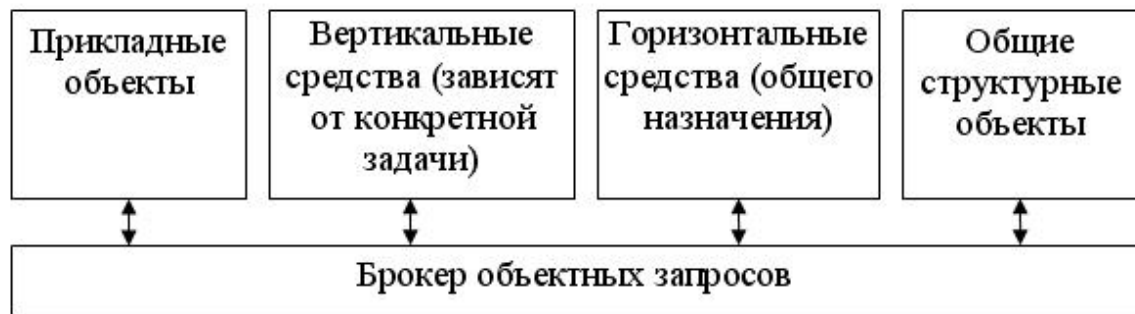 Прикладные
объекты
Вертикальные
средства (зависят
от конкретной
задачи)
Горизонтальные
средства (общего
назначения)
Общие
структурные
объекты
Брокер объектных запросов